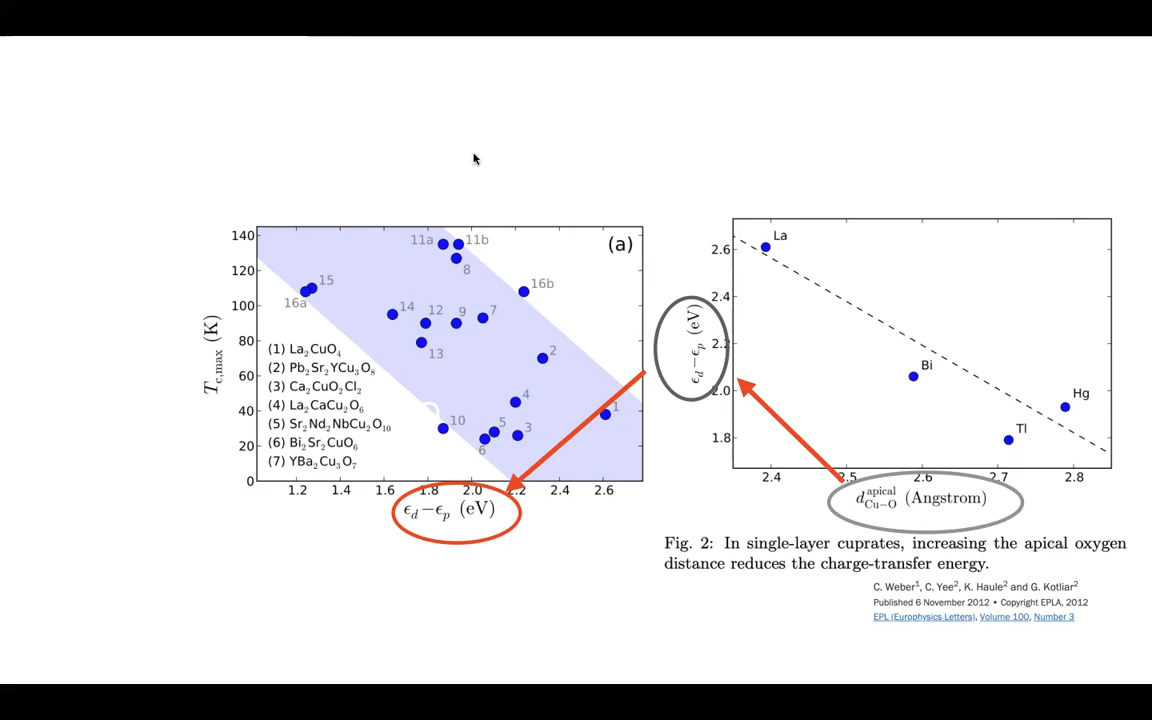 140
120
100
80
60
40
20
0
T_c,max (K)
(a)
11a
11b
8
15
16a
16b
14
12
9
7
13
2
4
1
10
5
3
6
(1) La₂CuO₄
(2) Pb₂Sr₂YCu₃O₈
(3) Ca₂CuO₂Cl₂
(4) La₂CaCu₂O₆
(5) Sr₂Nd₂NbCu₂O₁₀
(6) Bi₂Sr₂CuO₆
(7) YBa₂Cu₃O₇
1.2 1.4 1.6 1.8 2.0 2.2 2.4 2.6
ϵ_d−ϵ_p (eV)
2.6
2.4
2.2
2.0
1.8
ϵ_d−ϵ_p (eV)
La
Bi
Hg
Tl
2.4 2.5 2.6 2.7 2.8
d^apical_Cu−O (Angstrom)
Fig. 2: In single-layer cuprates, increasing the apical oxygen
distance reduces the charge-transfer energy.
C. Weber¹, C. Yee², K. Haule² and G. Kotliar²
Published 6 November 2012 • Copyright EPLA, 2012
EPL (Europhysics Letters), Volume 100, Number 3